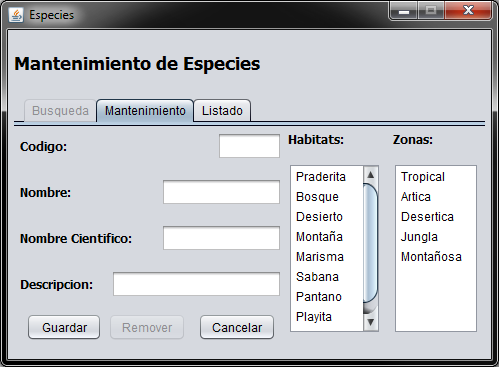 Especies
Mantenimiento de Especies
Busqueda Mantenimiento Listado
Codigo:
Nombre:
Nombre Cientifico:
Descripcion:
Guardar Remover Cancelar
Habitats:
Praderita
Bosque
Desierto
Montaña
Marisma
Sabana
Pantano
Playita
Zonas:
Tropical
Artica
Desertica
Jungla
Montañosa